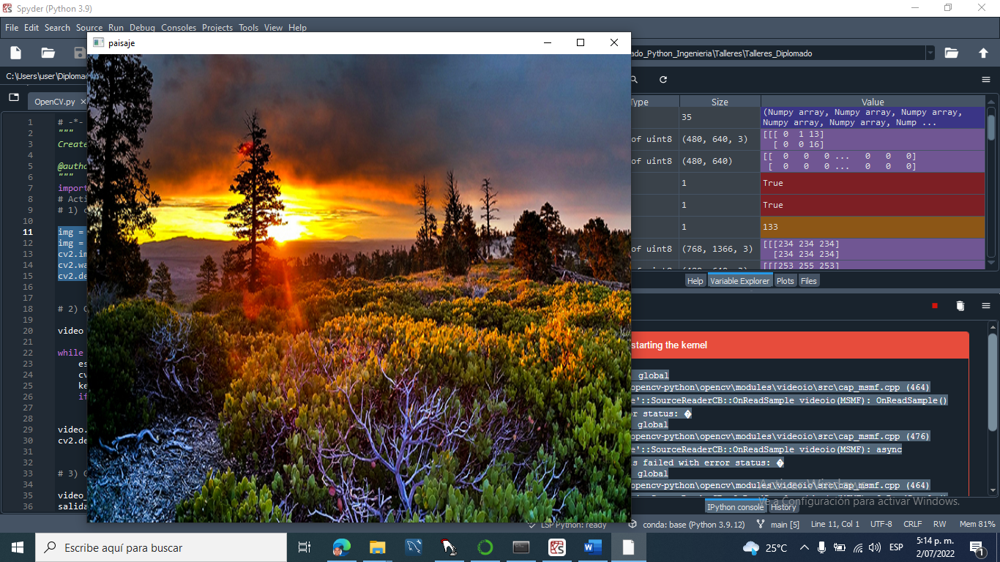 Spyder (Python 3.9)
File Edit Search Source Run Debug Consoles Projects Tools View Help
paisaje
ado_Python_Ingenieria\Talleres\Talleres_Diplomado
C:\Users\user\Diplomad
OpenCV.py
1 # -*-
2 """
3 Create
4
5 @autho
6 """
7 import
8 # Acti
9 # 1) c
10
11 img =
12 img =
13 cv2.im
14 cv2.wa
15 cv2.de
16
17
18 # 2) C
19
20 video
21
22 while
23 es
24 cv
25 ke
26 if
27
28
29 video.
30 cv2.de
31
32
33 # 3) G
34
35 video_
36 salida
Type Size Value
35 (Numpy array, Numpy array, Numpy array,
Numpy array, Numpy array, Nump ...
of uint8 (480, 640, 3) [[[ 0 1 13]
[ 0 0 16]
of uint8 (480, 640) [[ 0 0 0 ... 0 0 0]
[ 0 0 0 ... 0 0 0]
1 True
1 True
1 133
of uint8 (768, 1366, 3) [[[234 234 234]
[234 234 234]
[[[253 255 253]
Help Variable Explorer Plots Files
starting the kernel
global
opencv-python\opencv\modules\videoio\src\cap_msmf.cpp (464)
e'::SourceReaderCB::OnReadSample videoio(MSMF): OnReadSample()
r status: �
global
opencv-python\opencv\modules\videoio\src\cap_msmf.cpp (476)
e'::SourceReaderCB::OnReadSample videoio(MSMF): async
s failed with error status: �
global
opencv-python\opencv\modules\videoio\src\cap_msmf.cpp (464)
Activar Windows
Ve a Configuración para activar Windows.
IPython console History
LSP Python: ready conda: base (Python 3.9.12) main [5] Line 11, Col 1 UTF-8 CRLF RW Mem 81%
Escribe aquí para buscar
25°C ESP 5:14 p. m.
2/07/2022
1